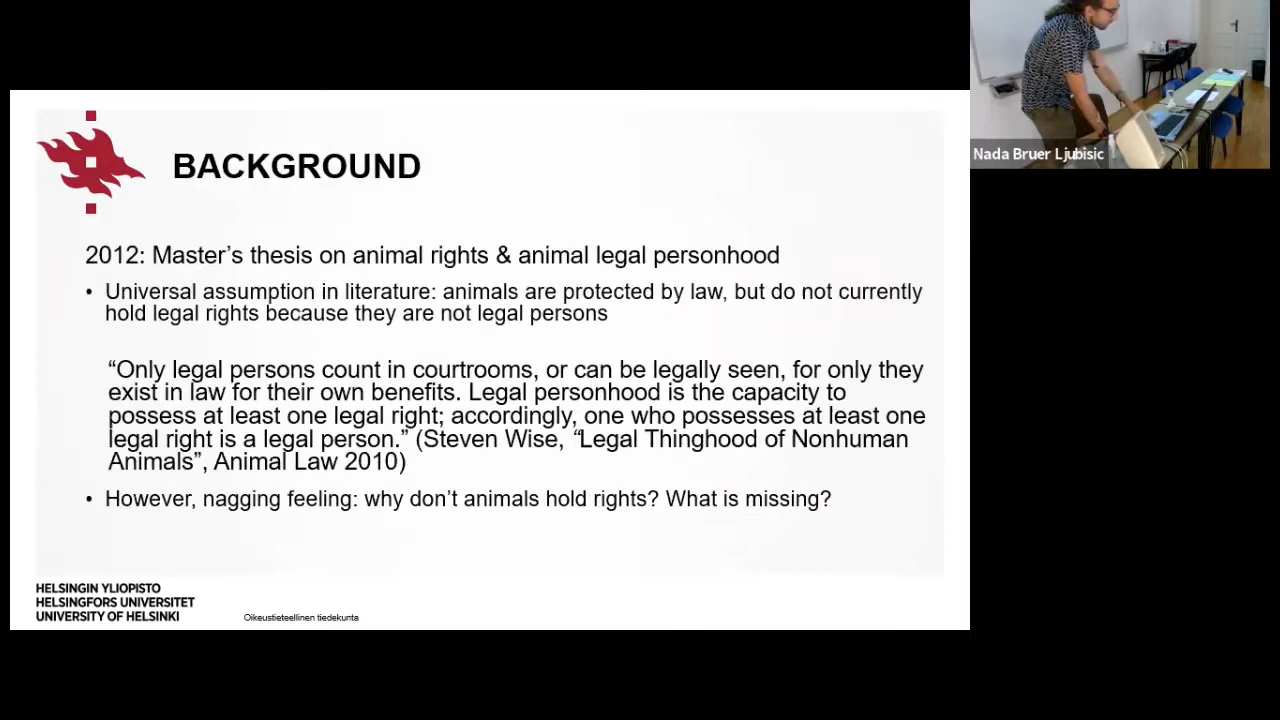 BACKGROUND
2012: Master’s thesis on animal rights & animal legal personhood
• Universal assumption in literature: animals are protected by law, but do not currently
hold legal rights because they are not legal persons
“Only legal persons count in courtrooms, or can be legally seen, for only they
exist in law for their own benefits. Legal personhood is the capacity to
possess at least one legal right; accordingly, one who possesses at least one
legal right is a legal person.” (Steven Wise, “Legal Thinghood of Nonhuman
Animals”, Animal Law 2010)
• However, nagging feeling: why don’t animals hold rights? What is missing?
HELSINGIN YLIOPISTO
HELSINGFORS UNIVERSITET
UNIVERSITY OF HELSINKI
Oikeustieteellinen tiedekunta
Nada Bruer Ljubisic